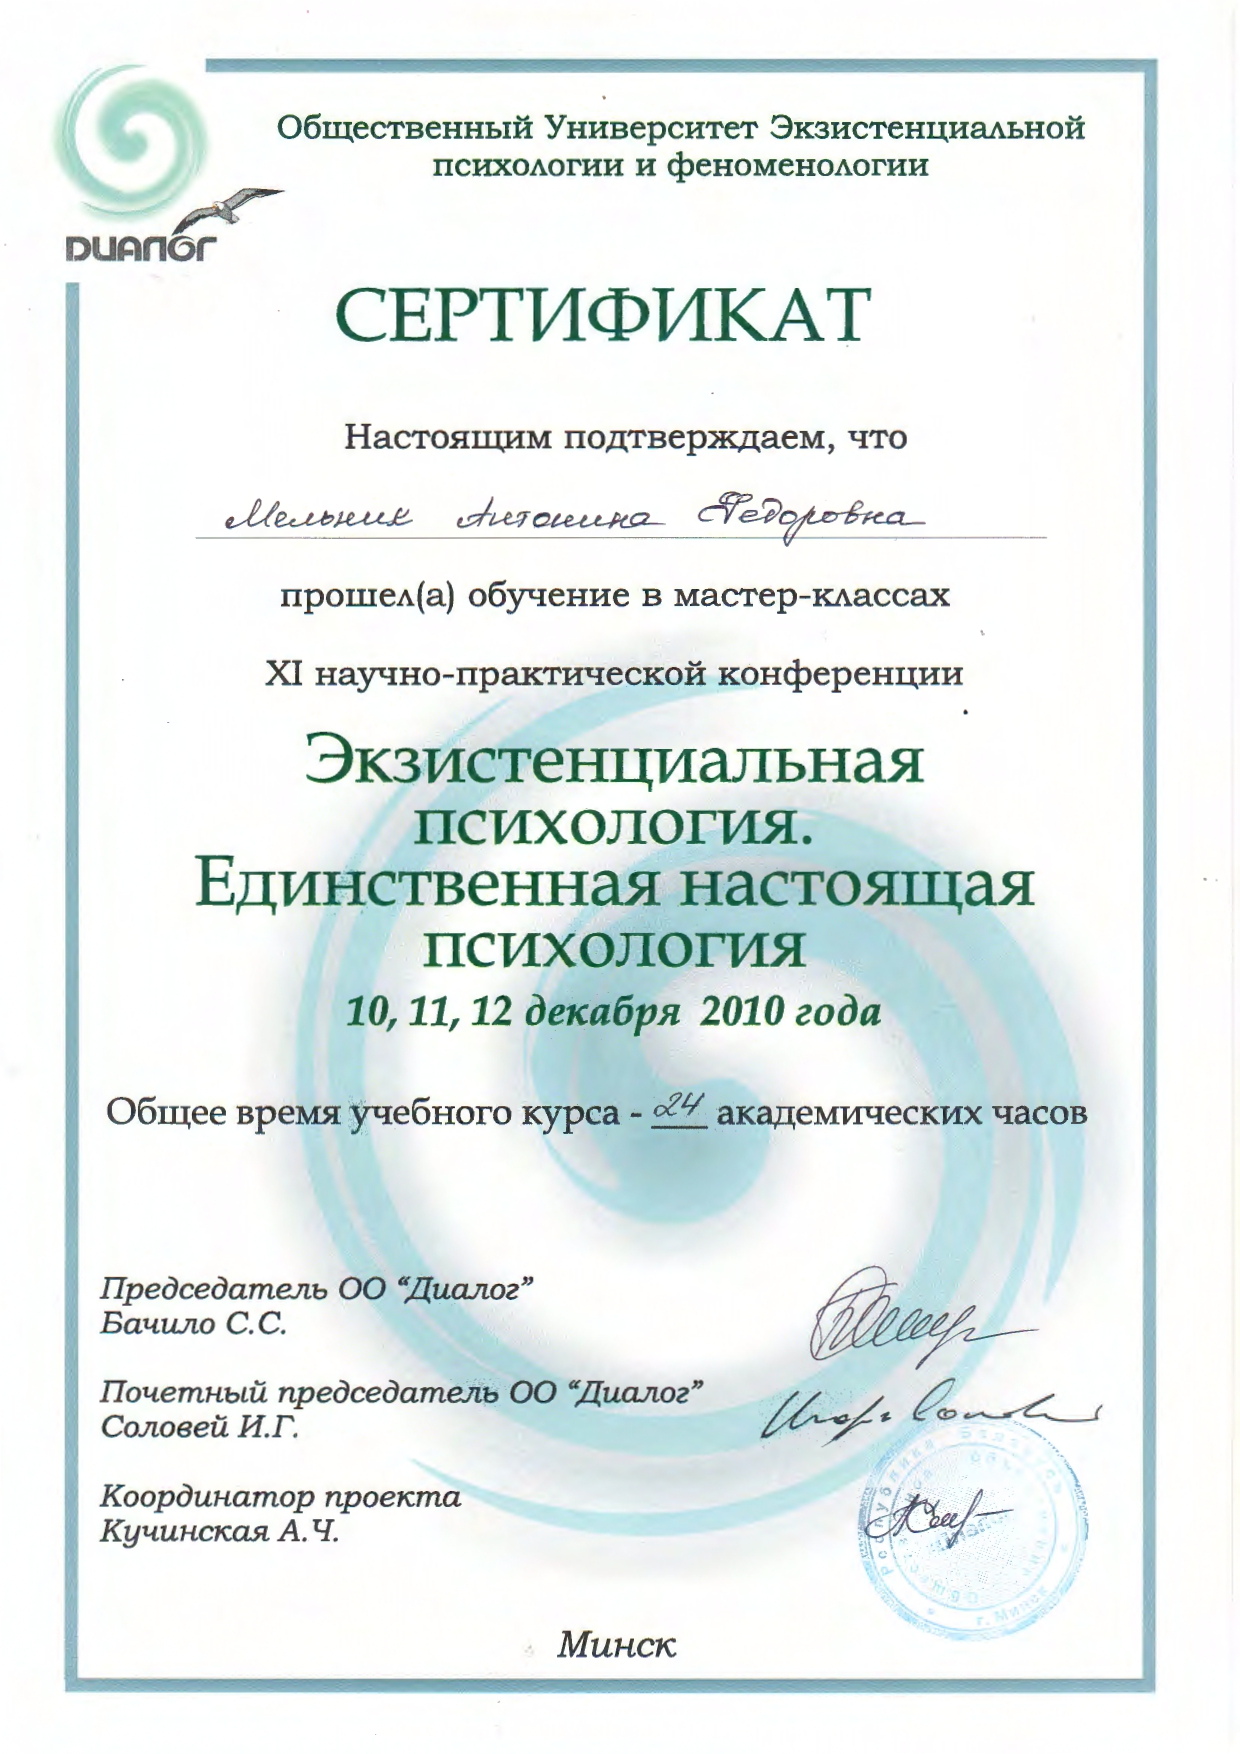 Общественный Университет Экзистенциальной
психологии и феноменологии
диалог
СЕРТИФИКАТ
Настоящим подтверждаем, что
Мельник Антонина Федоровна
прошел(а) обучение в мастер-классах
XI научно-практической конференции
Экзистенциальная
психология.
Единственная настоящая
психология
10, 11, 12 декабря 2010 года
Общее время учебного курса - 24 академических часов
Председатель ОО “Диалог”
Бачило С.С.
Почетный председатель ОО “Диалог”
Соловей И.Г.
Координатор проекта
Кучинская А.Ч.
Республика Беларусь
г. Минск
Минск